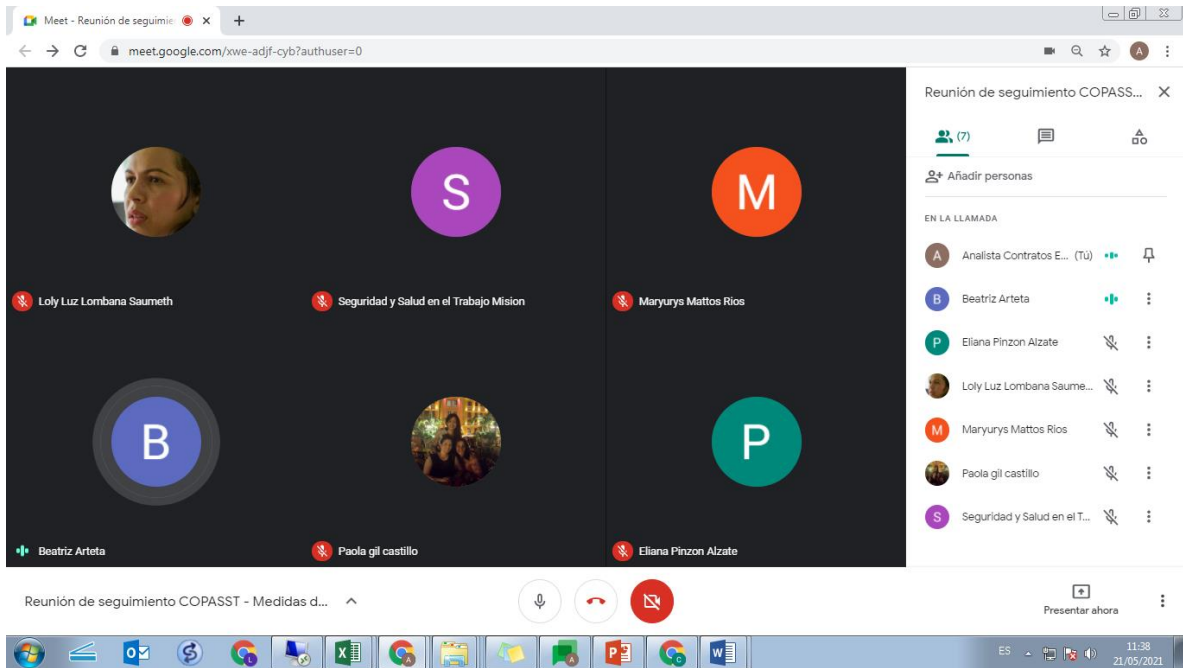 Meet - Reunión de seguimie
meet.google.com/xwe-adjf-cyb?authuser=0
A
Reunión de seguimiento COPASS...
(7)
Añadir personas
EN LA LLAMADA
A Analista Contratos E... (Tú)
B Beatriz Arteta
P Eliana Pinzon Alzate
Loly Luz Lombana Saume...
M Maryurys Mattos Rios
Paola gil castillo
S Seguridad y Salud en el T...
S
M
Loly Luz Lombana Saumeth
Seguridad y Salud en el Trabajo Mision
Maryurys Mattos Rios
B
P
Beatriz Arteta
Paola gil castillo
Eliana Pinzon Alzate
Reunión de seguimiento COPASST - Medidas d...
Presentar ahora
ES
11:38
21/05/2021